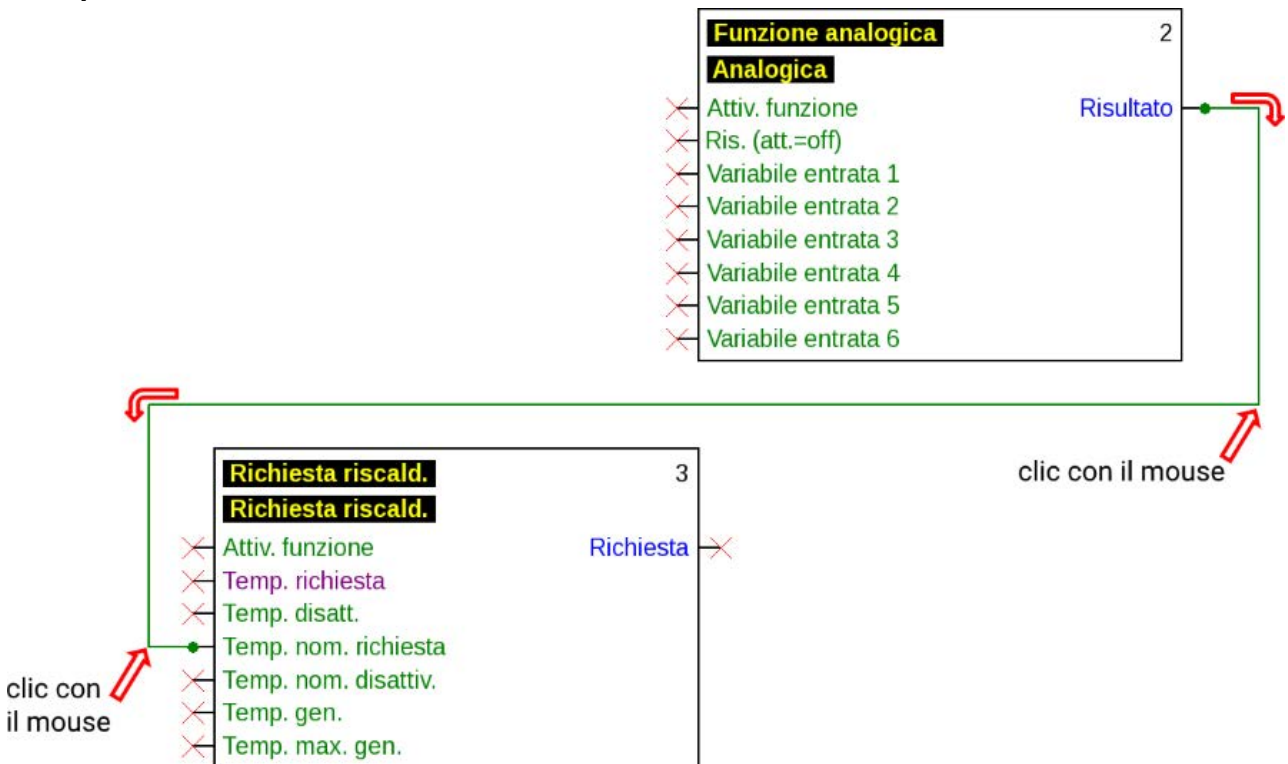 Funzione analogica 2
Analogica
Attiv. funzione Risultato
Ris. (att.=off)
Variabile entrata 1
Variabile entrata 2
Variabile entrata 3
Variabile entrata 4
Variabile entrata 5
Variabile entrata 6
clic con il mouse
Richiesta riscald. 3
Richiesta riscald.
Attiv. funzione Richiesta
Temp. richiesta
Temp. disatt.
Temp. nom. richiesta
Temp. nom. disattiv.
Temp. gen.
Temp. max. gen.
clic con
il mouse